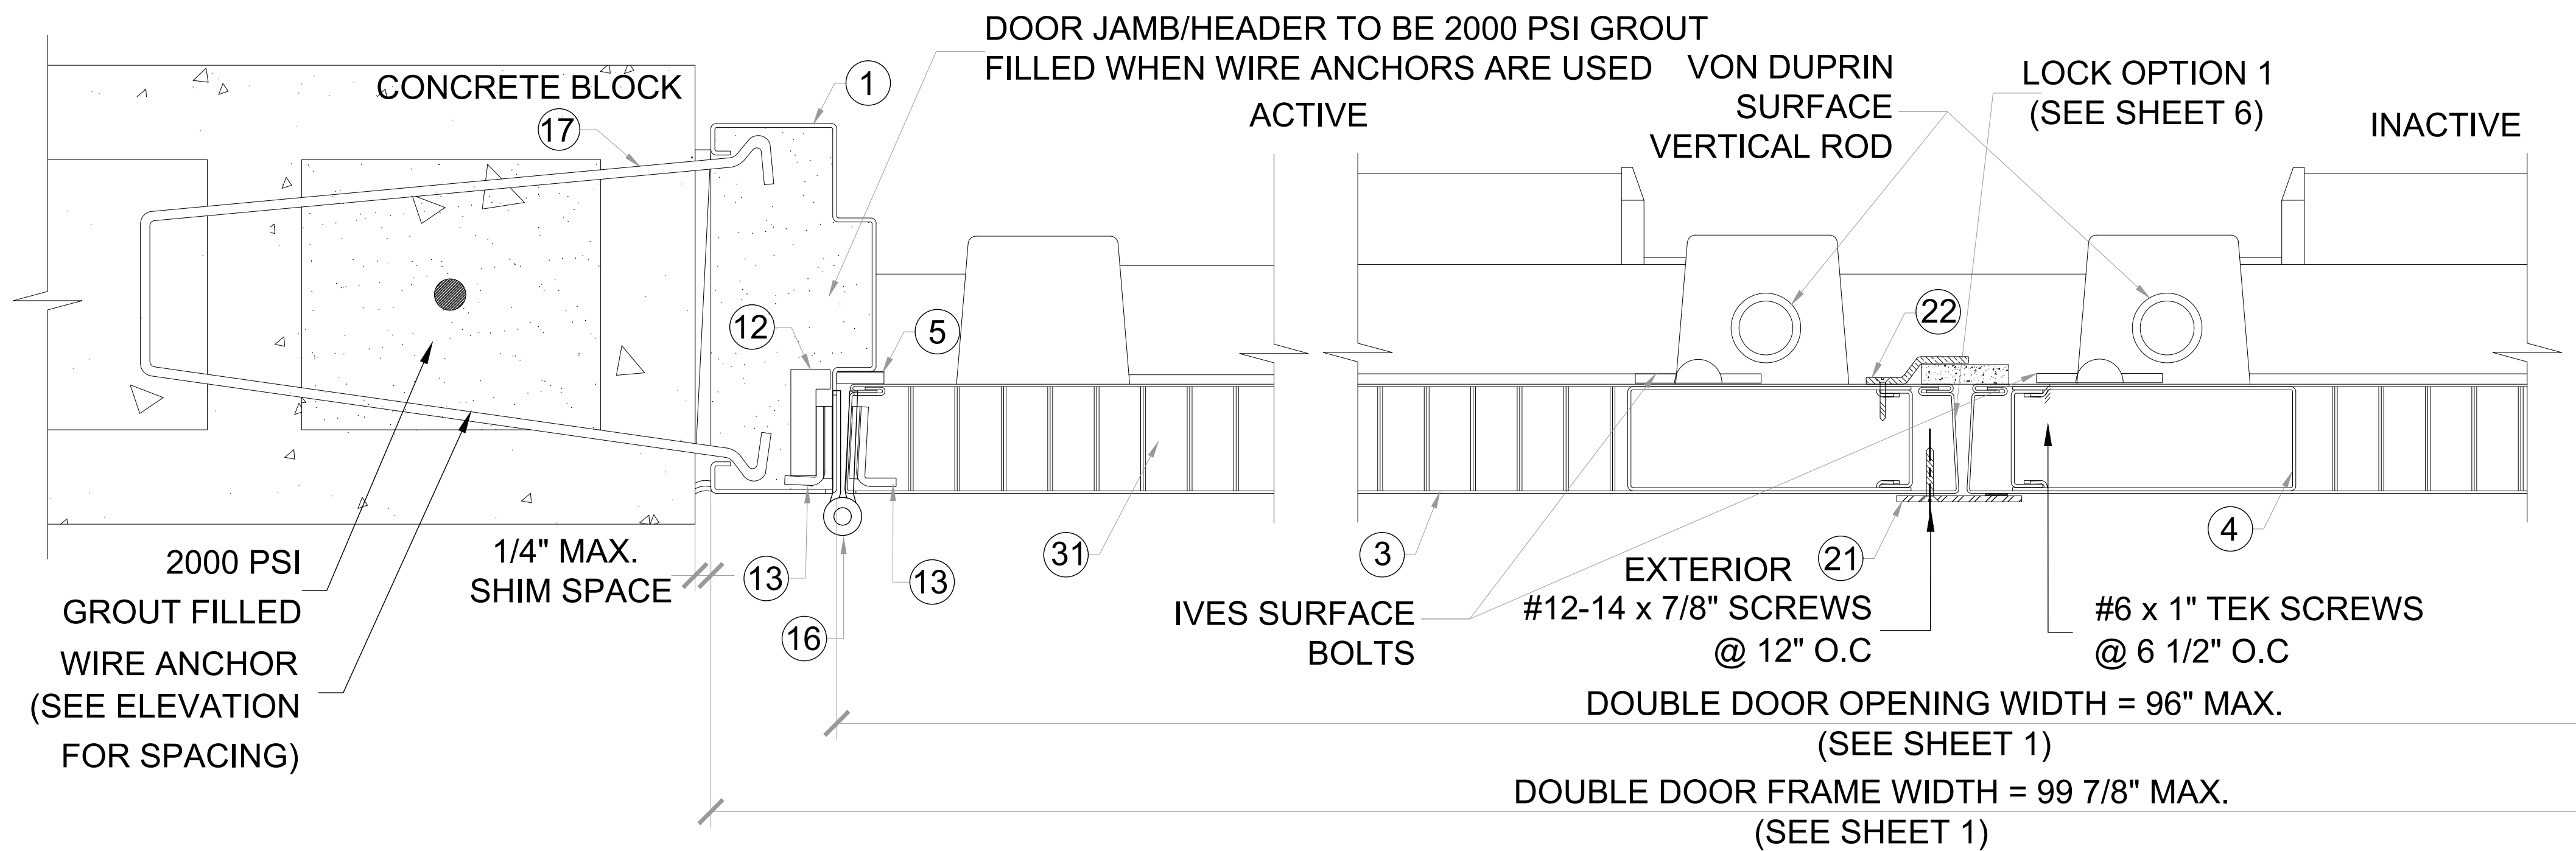 DOOR JAMB/HEADER TO BE 2000 PSI GROUT
FILLED WHEN WIRE ANCHORS ARE USED
CONCRETE BLOCK
17
1
ACTIVE
VON DUPRIN
SURFACE
VERTICAL ROD
LOCK OPTION 1
(SEE SHEET 6)
INACTIVE
12
5
22
2000 PSI
GROUT FILLED
WIRE ANCHOR
(SEE ELEVATION
FOR SPACING)
1/4" MAX.
SHIM SPACE
13
16
13
31
3
IVES SURFACE
BOLTS
EXTERIOR
21
#12-14 x 7/8" SCREWS
@ 12" O.C
4
#6 x 1" TEK SCREWS
@ 6 1/2" O.C
DOUBLE DOOR OPENING WIDTH = 96" MAX.
(SEE SHEET 1)
DOUBLE DOOR FRAME WIDTH = 99 7/8" MAX.
(SEE SHEET 1)